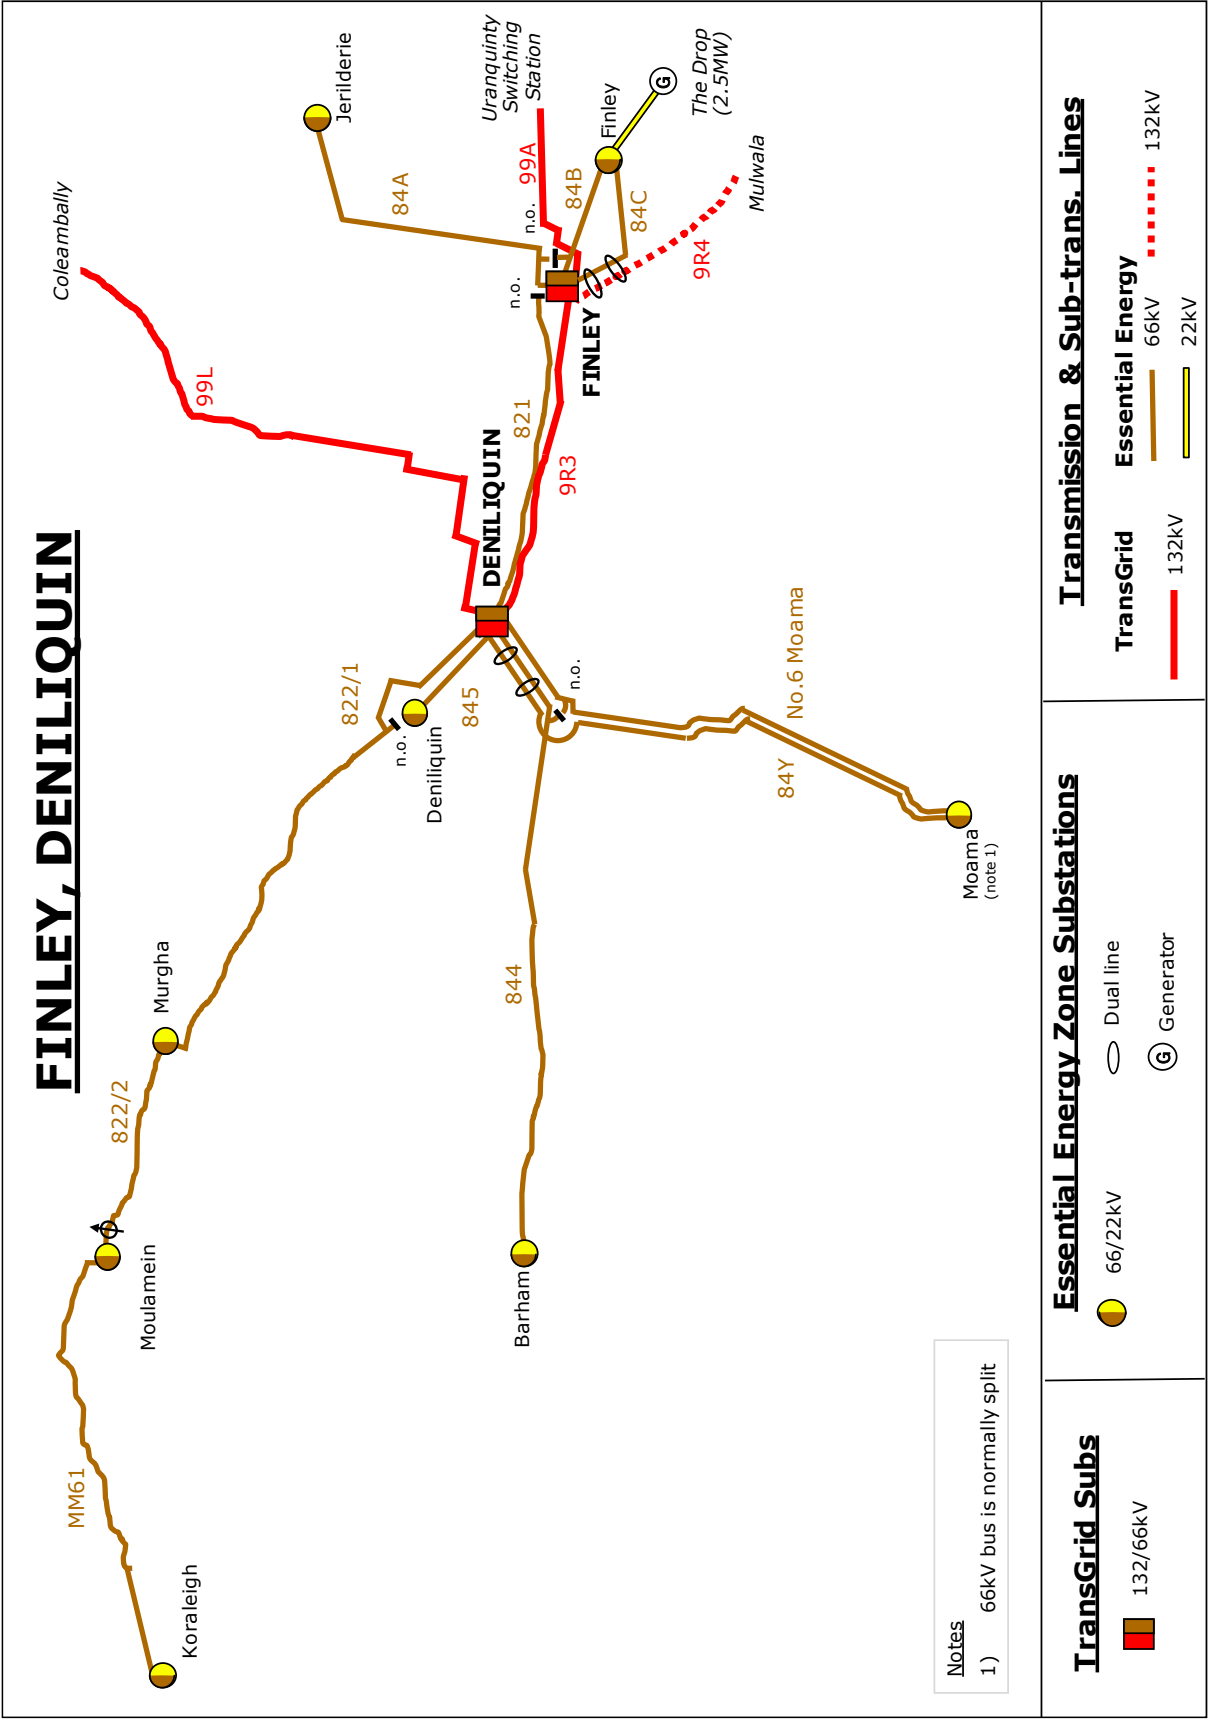 FINLEY, DENILIQUIN
Koraleigh
MM61
Moulamein
822/2
Murgha
822/1
n.o.
Deniliquin
845
DENILIQUIN
99L
Coleambally
Jerilderie
84A
Uranquinty
Switching
Station
99A
n.o.
n.o.
84B
Finley
84C
The Drop
(2.5MW)
G
Mulwala
9R4
FINLEY
821
9R3
Barham
844
n.o.
No.6 Moama
84Y
Moama
(note 1)
Notes
1) 66kV bus is normally split
TransGrid Subs
132/66kV
Essential Energy Zone Substations
66/22kV
Dual line
G Generator
Transmission & Sub-trans. Lines
TransGrid
132kV
Essential Energy
66kV
132kV
22kV